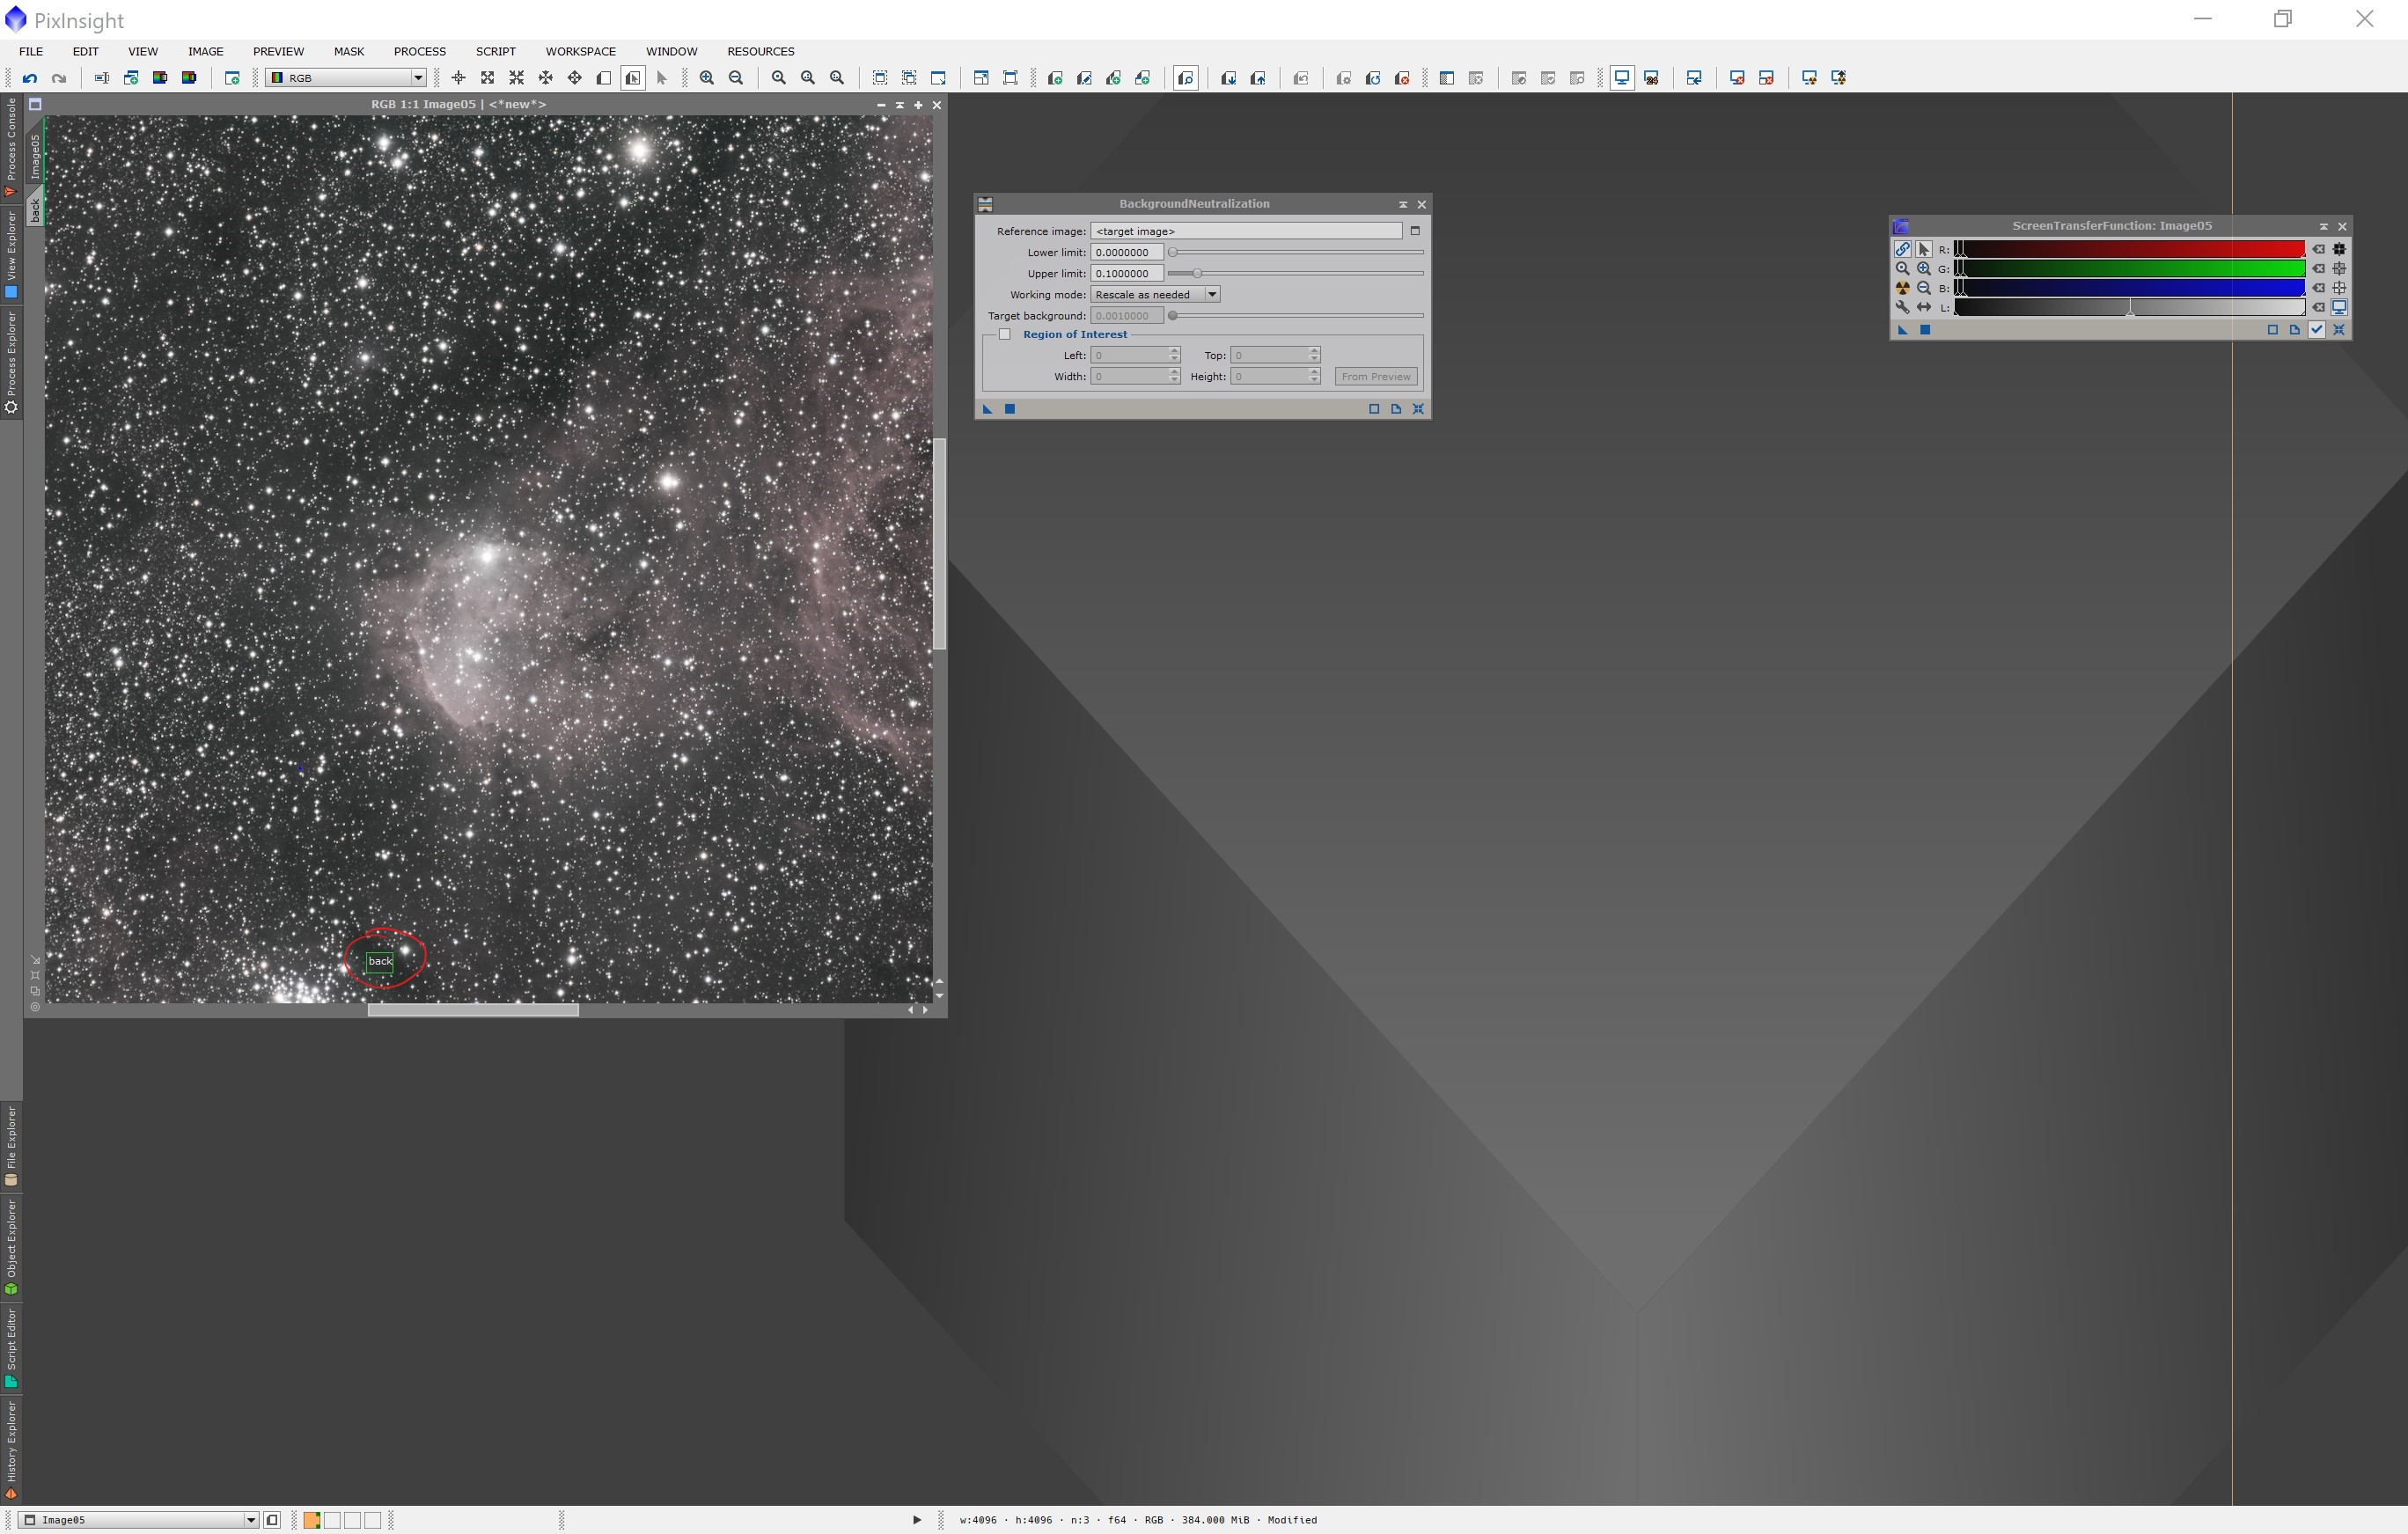 PixInsight
FILE EDIT VIEW IMAGE PREVIEW MASK PROCESS SCRIPT WORKSPACE WINDOW RESOURCES
RGB
RGB 1:1 Image05 | <*new*>
Process Console
View Explorer
Process Explorer
File Explorer
Object Explorer
Script Editor
History Explorer
Image05
back
back
BackgroundNeutralization
Reference image: <target image>
Lower limit: 0.0000000
Upper limit: 0.1000000
Working mode: Rescale as needed
Target background: 0.0010000
Region of Interest
Left: 0 Top: 0
Width: 0 Height: 0 From Preview
ScreenTransferFunction: Image05
R:
G:
B:
L:
Image05
w:4096 · h:4096 · n:3 · f64 · RGB · 384.000 MiB · Modified